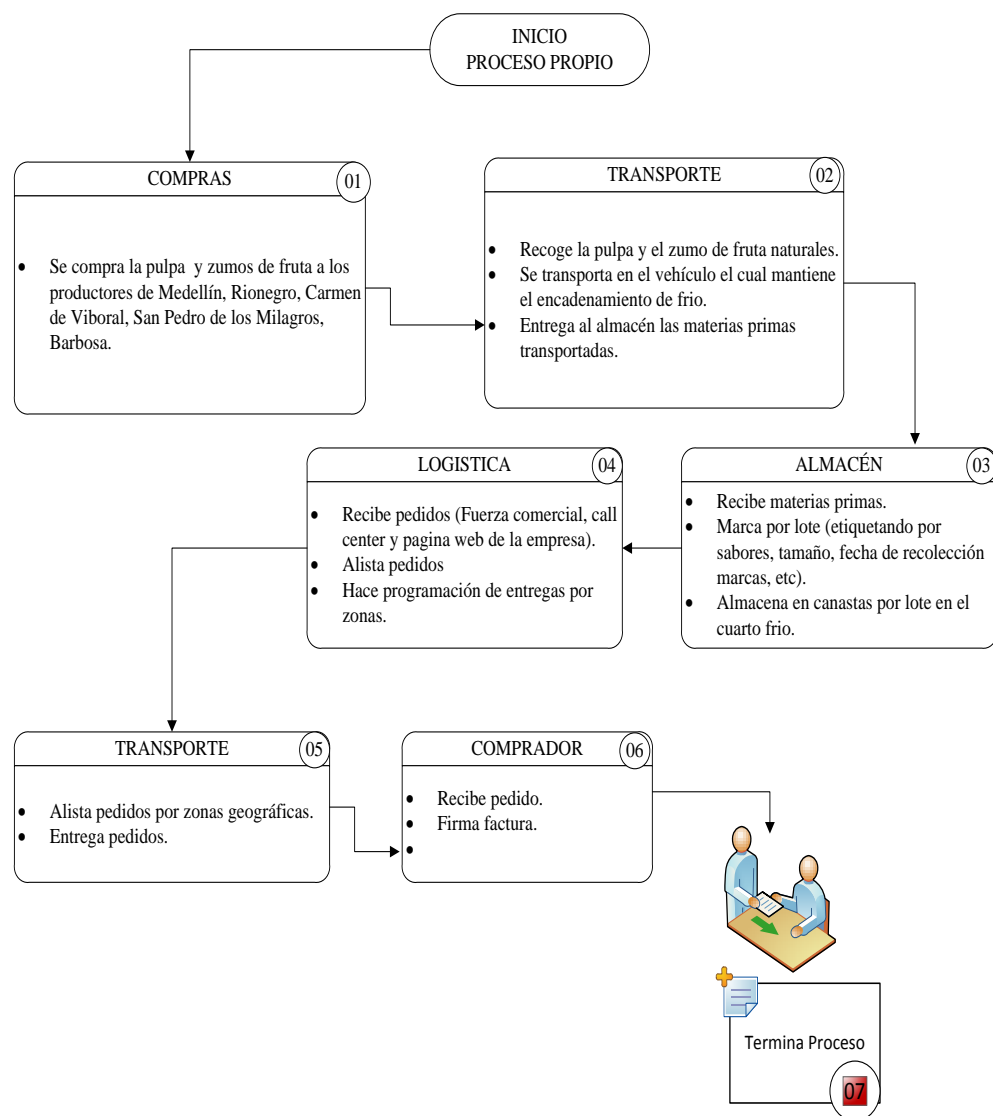 INICIO
PROCESO PROPIO
COMPRAS
01
• Se compra la pulpa y zumos de fruta a los
productores de Medellín, Rionegro, Carmen
de Viboral, San Pedro de los Milagros,
Barbosa.
TRANSPORTE
02
• Recoge la pulpa y el zumo de fruta naturales.
• Se transporta en el vehículo el cual mantiene
el encadenamiento de frio.
• Entrega al almacén las materias primas
transportadas.
ALMACÉN
03
• Recibe materias primas.
• Marca por lote (etiquetando por
sabores, tamaño, fecha de recolección
marcas, etc).
• Almacena en canastas por lote en el
cuarto frio.
LOGISTICA
04
• Recibe pedidos (Fuerza comercial, call
center y pagina web de la empresa).
• Alista pedidos
• Hace programación de entregas por
zonas.
TRANSPORTE
05
• Alista pedidos por zonas geográficas.
• Entrega pedidos.
COMPRADOR
06
• Recibe pedido.
• Firma factura.
•
Termina Proceso
07